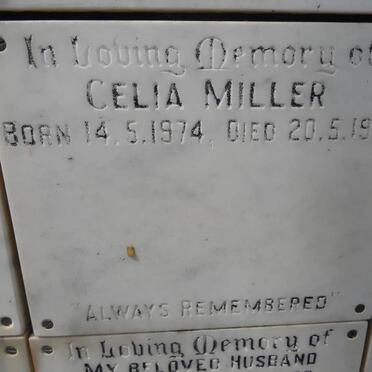 In Loving Memory of
CELIA MILLER
BORN 14.5.1974, DIED 20.5.19
"ALWAYS REMEMBERED"
In Loving Memory of
MY BELOVED HUSBAND